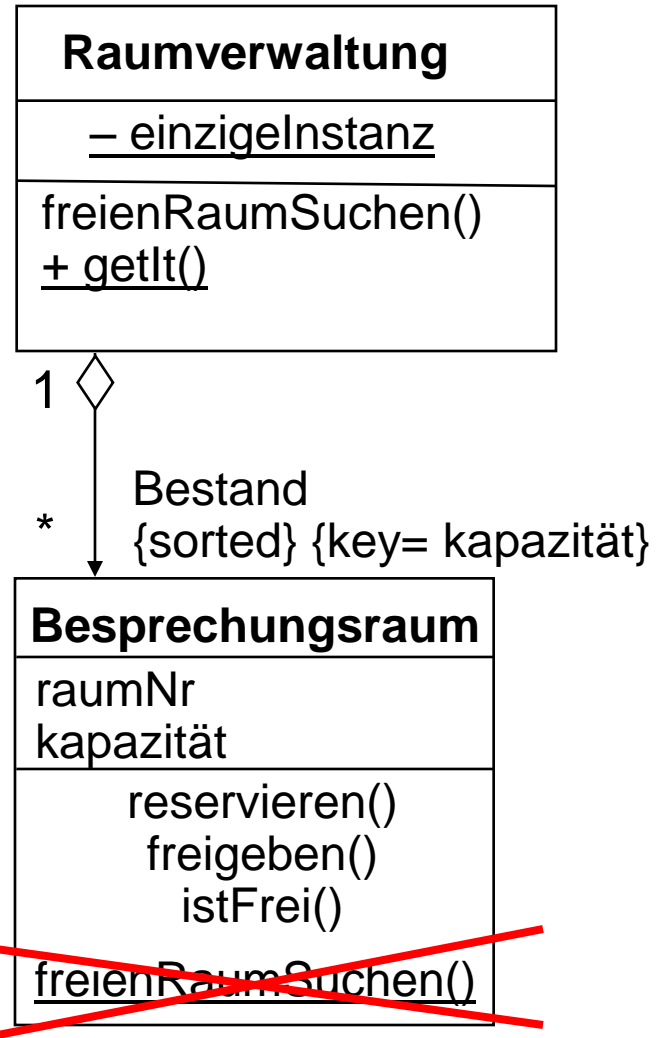 Raumverwaltung
– einzigeInstanz
freienRaumSuchen()
+ getIt()
1
Bestand
* {sorted} {key= kapazität}
Besprechungsraum
raumNr
kapazität
reservieren()
freigeben()
istFrei()
freienRaumSuchen()